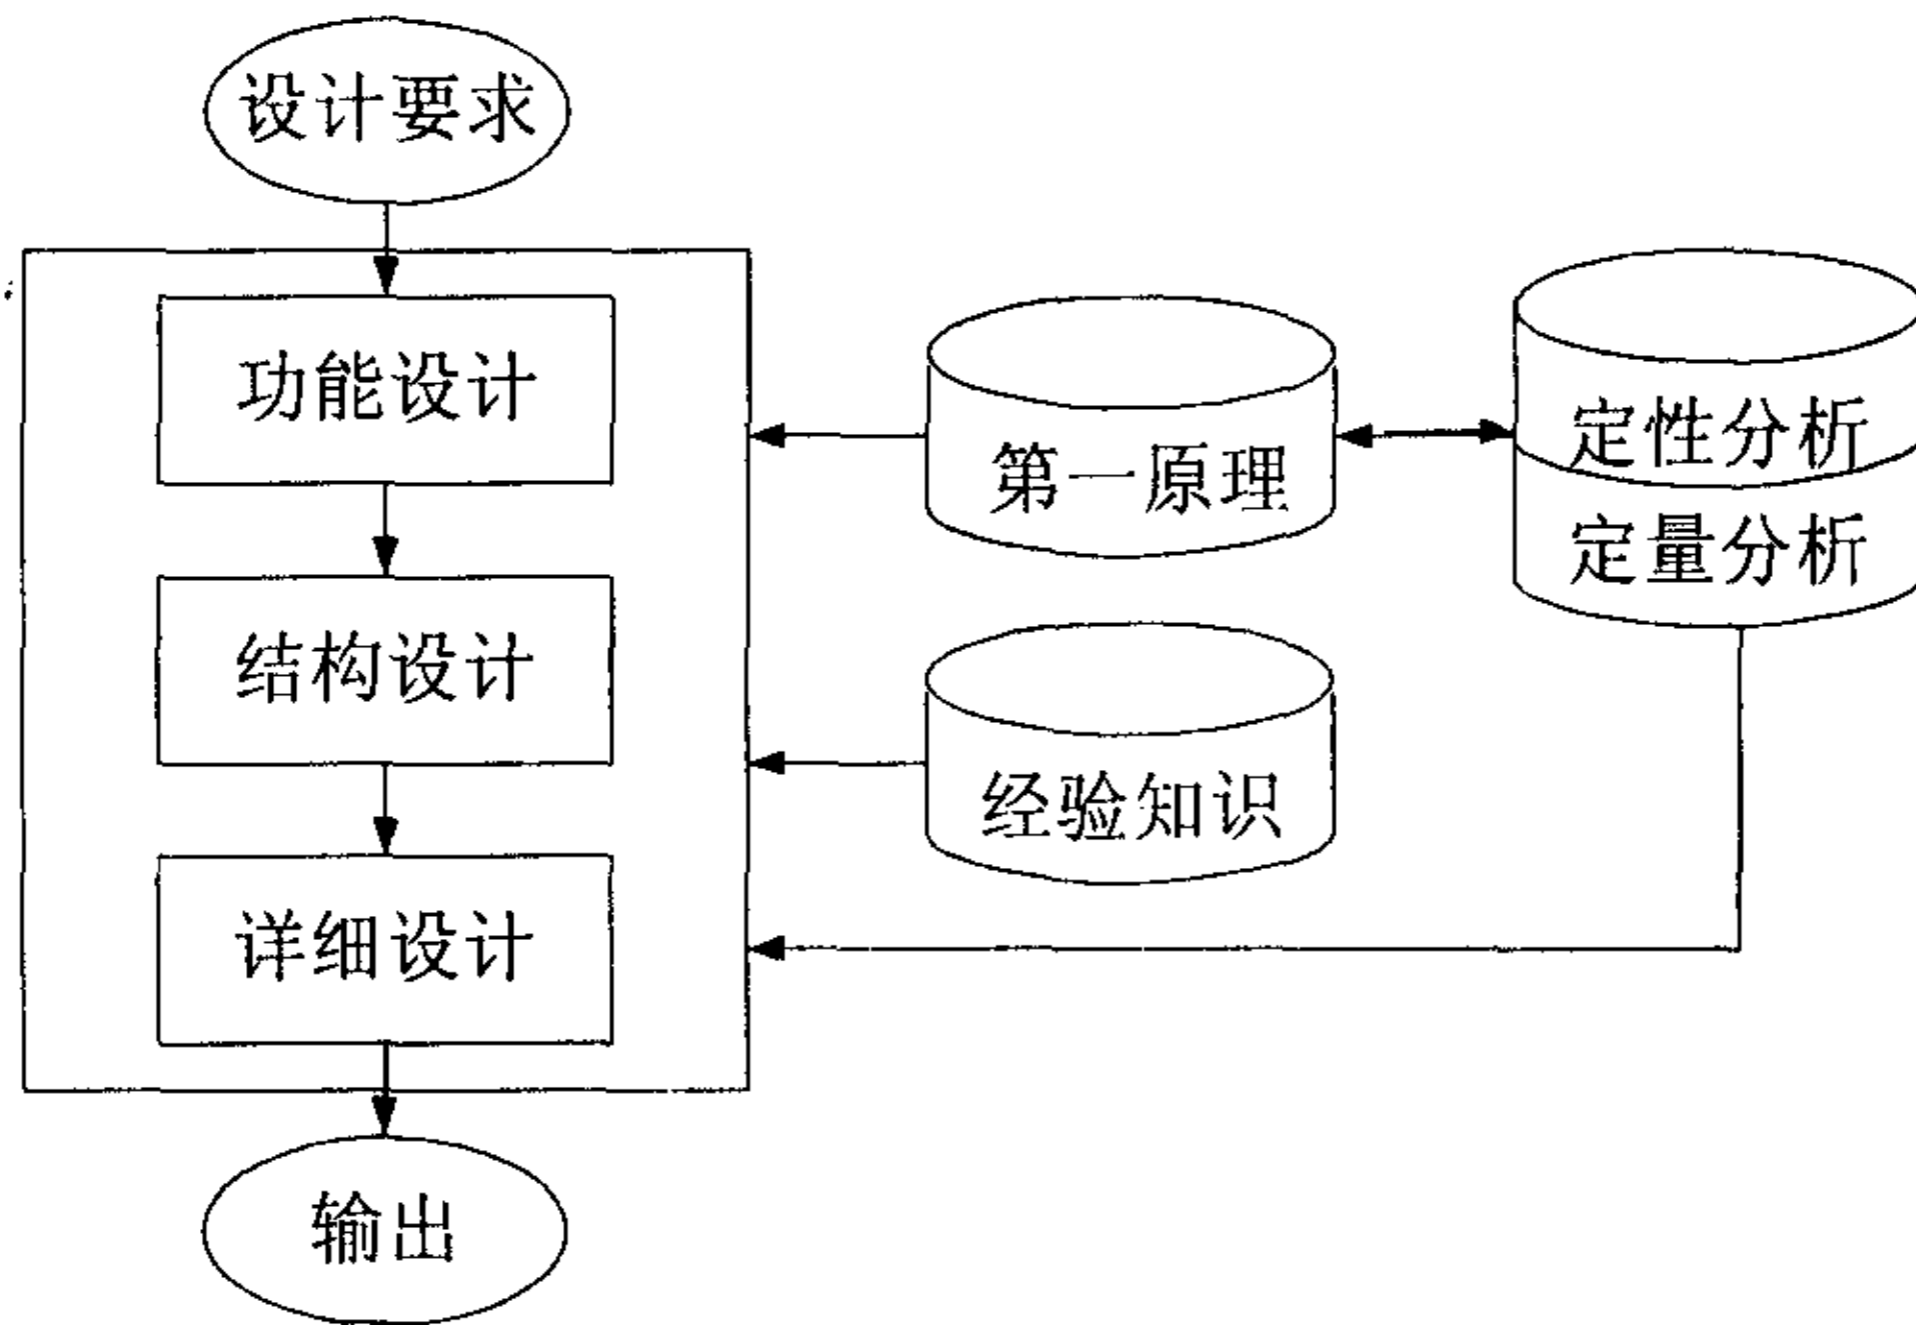 设计要求
功能设计
结构设计
详细设计
输出
第一原理
经验知识
定性分析
定量分析